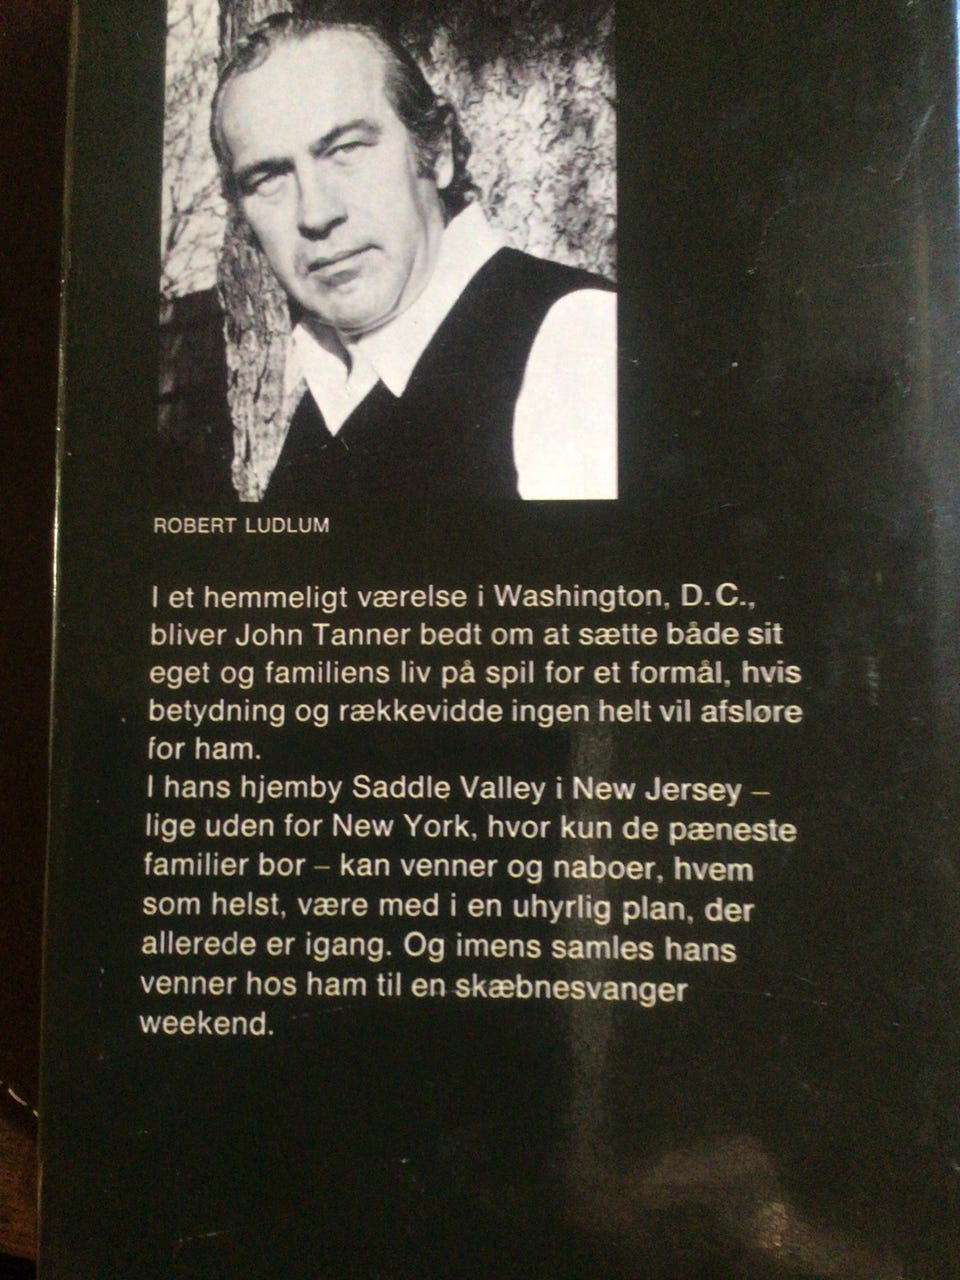 ROBERT LUDLUM
I et hemmeligt værelse i Washington, D.C.,
bliver John Tanner bedt om at sætte både sit
eget og familiens liv på spil for et formål, hvis
betydning og rækkevidde ingen helt vil afsløre
for ham.
I hans hjemby Saddle Valley i New Jersey –
lige uden for New York, hvor kun de pæneste
familier bor – kan venner og naboer, hvem
som helst, være med i en uhyrlig plan, der
allerede er igang. Og imens samles hans
venner hos ham til en skæbnesvanger
weekend.